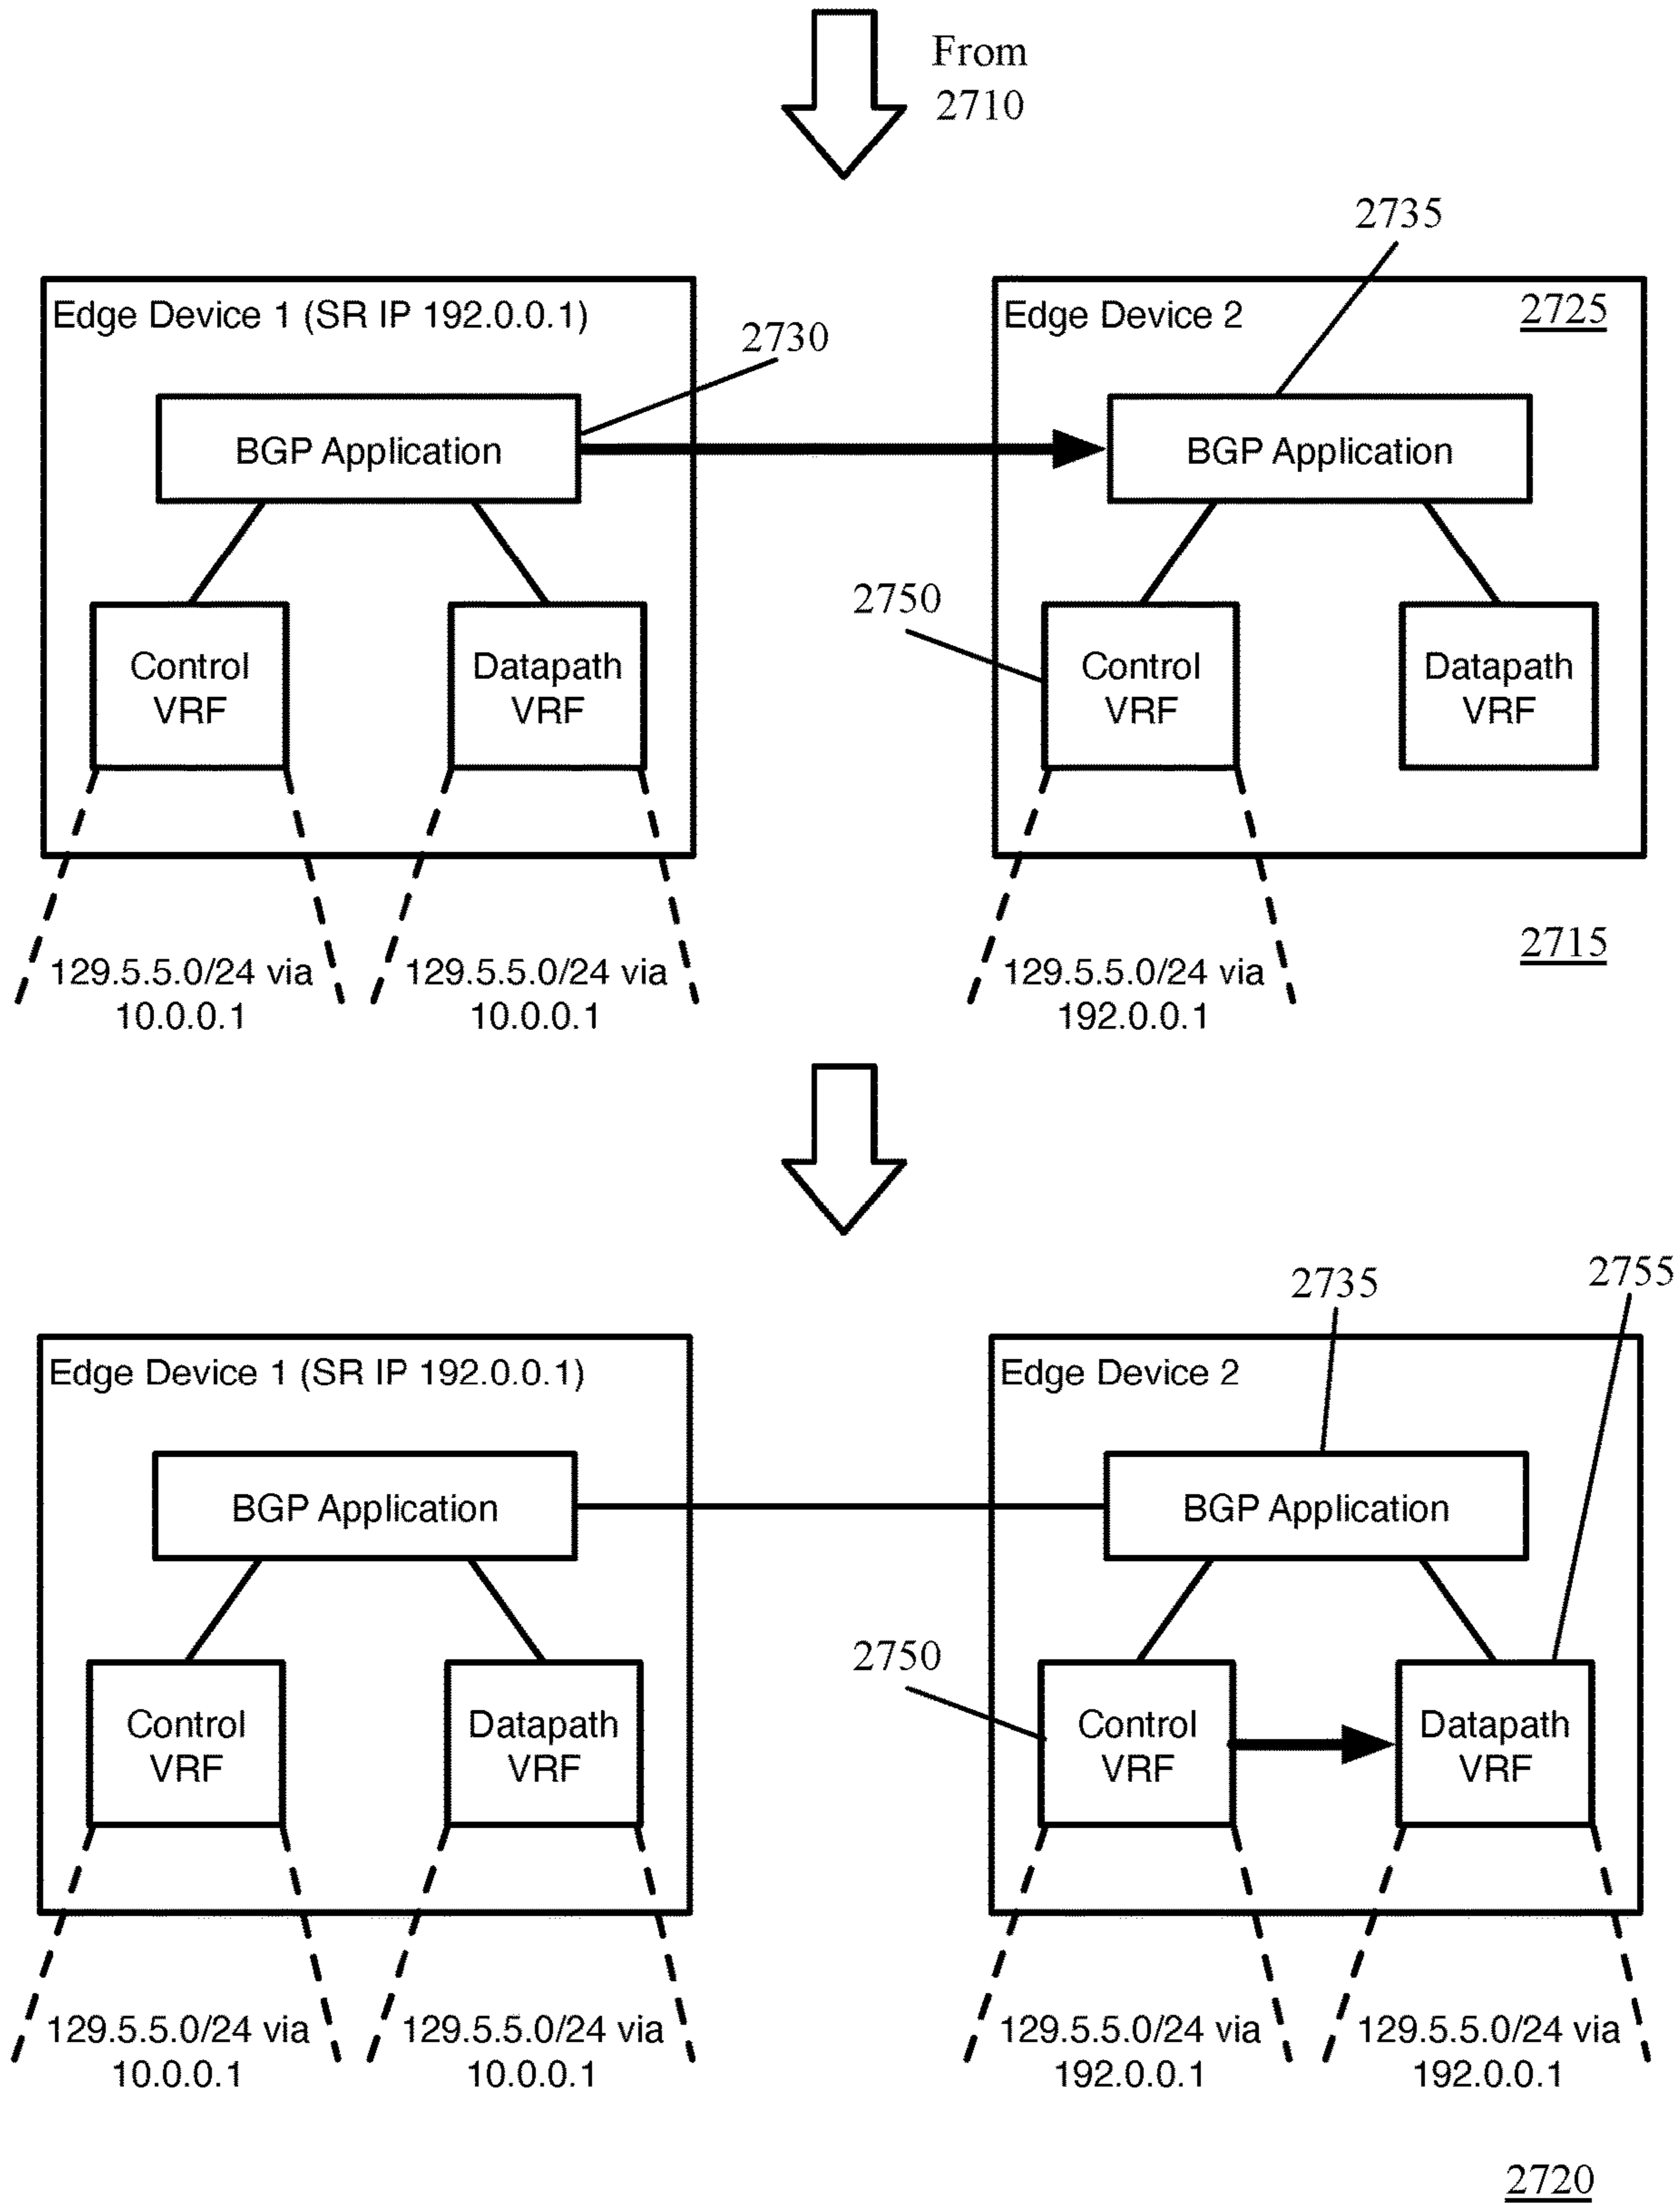 From
2710
2735
Edge Device 1 (SR IP 192.0.0.1)
2730
Edge Device 2
2725
BGP Application
BGP Application
2750
Control
VRF
Datapath
VRF
Control
VRF
Datapath
VRF
129.5.5.0/24 via
10.0.0.1
129.5.5.0/24 via
10.0.0.1
129.5.5.0/24 via
192.0.0.1
2715
2735
2755
Edge Device 1 (SR IP 192.0.0.1)
Edge Device 2
BGP Application
BGP Application
2750
Control
VRF
Datapath
VRF
Control
VRF
Datapath
VRF
129.5.5.0/24 via
10.0.0.1
129.5.5.0/24 via
10.0.0.1
129.5.5.0/24 via
192.0.0.1
129.5.5.0/24 via
192.0.0.1
2720